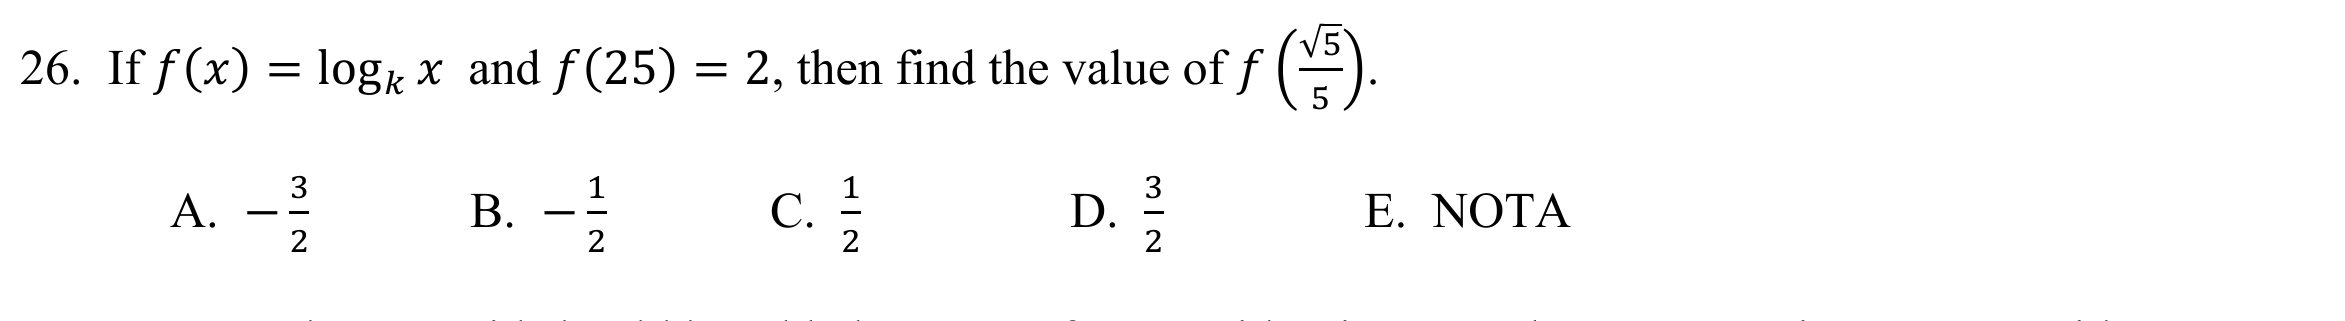 26. If f(x) = logₖ x and f(25) = 2, then find the value of f(√5/5).
A. −3/2 B. −1/2 C. 1/2 D. 3/2 E. NOTA